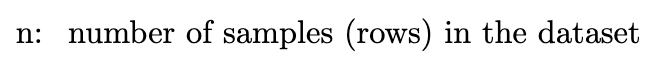 n: number of samples (rows) in the dataset